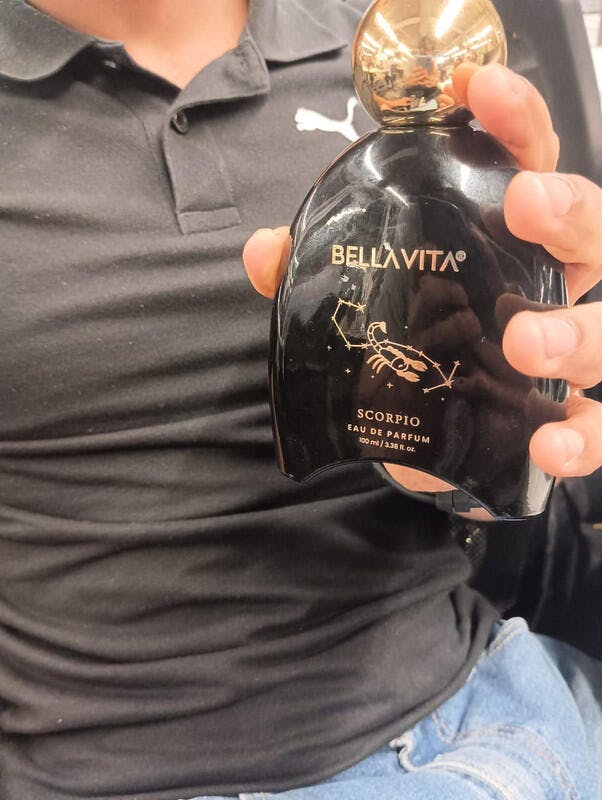 BELLAVITA
SCORPIO
EAU DE PARFUM
100 ml / 3.38 fl. oz.